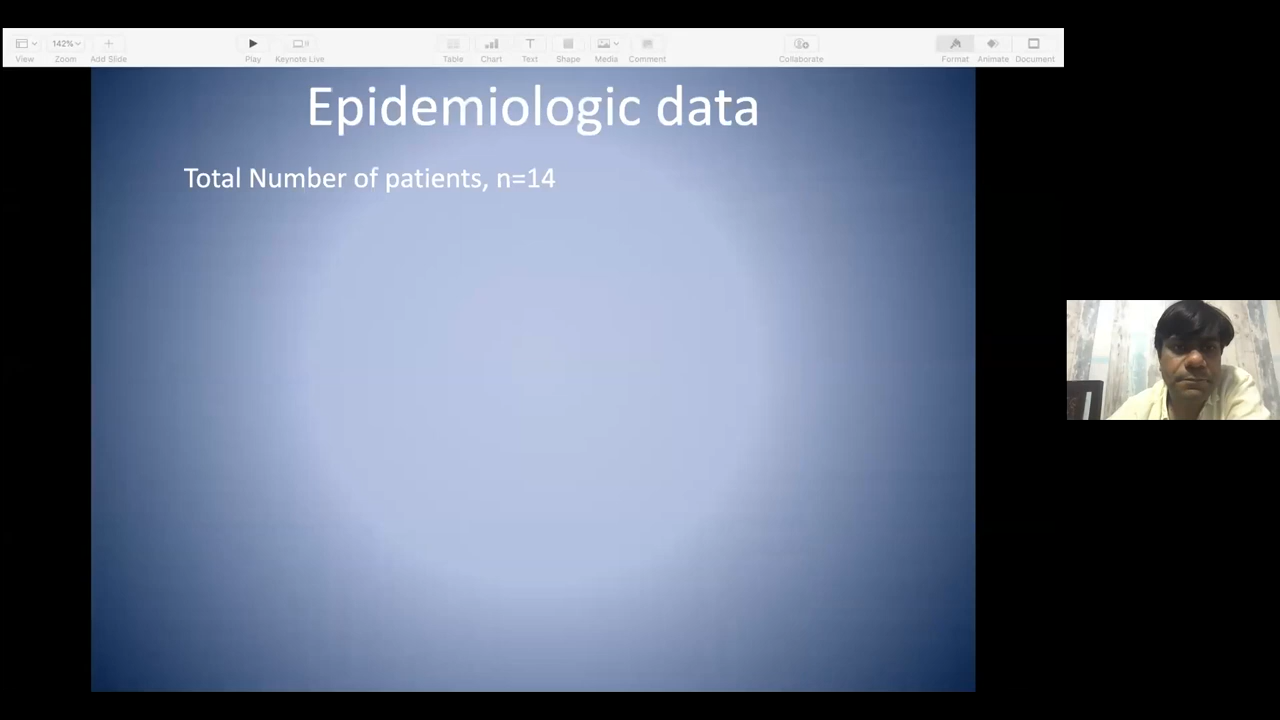 View
142%
Zoom
Add Slide
Play
Keynote Live
Table
Chart
Text
Shape
Media
Comment
Collaborate
Format
Animate
Document
Epidemiologic data
Total Number of patients, n=14